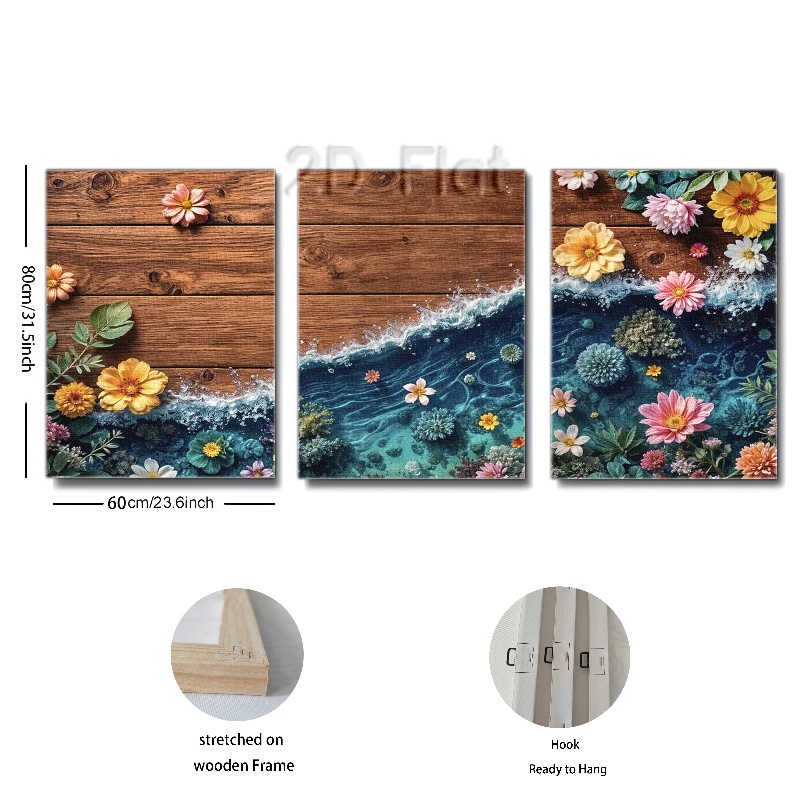 2D Flat
80cm/31.5inch
60cm/23.6inch
stretched on
wooden Frame
Hook
Ready to Hang